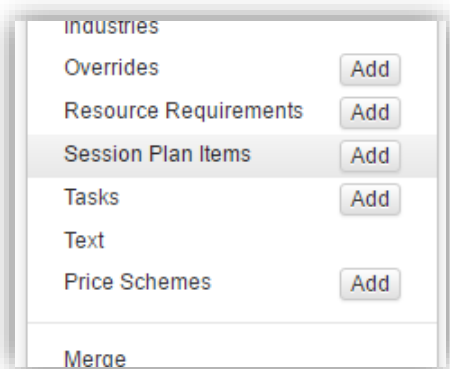 Industries
Overrides Add
Resource Requirements Add
Session Plan Items Add
Tasks Add
Text
Price Schemes Add
Merge